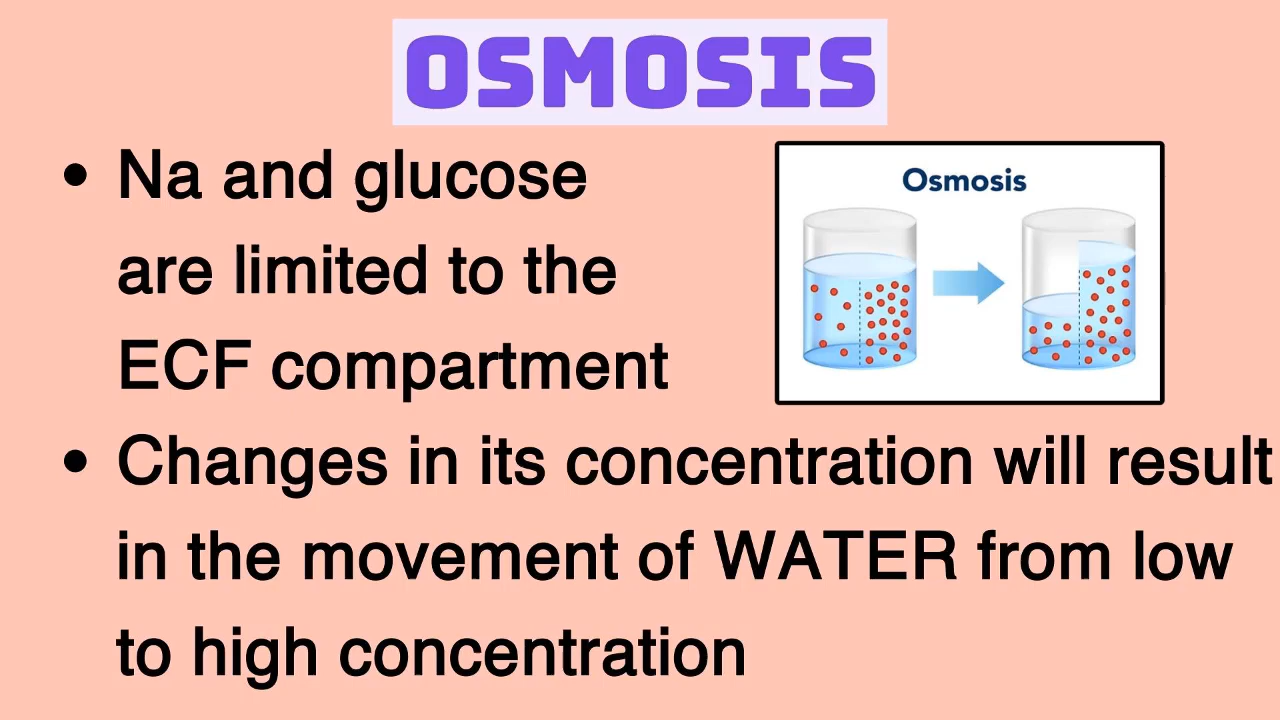 OSMOSIS
• Na and glucose
are limited to the
ECF compartment
Osmosis
• Changes in its concentration will result
in the movement of WATER from low
to high concentration